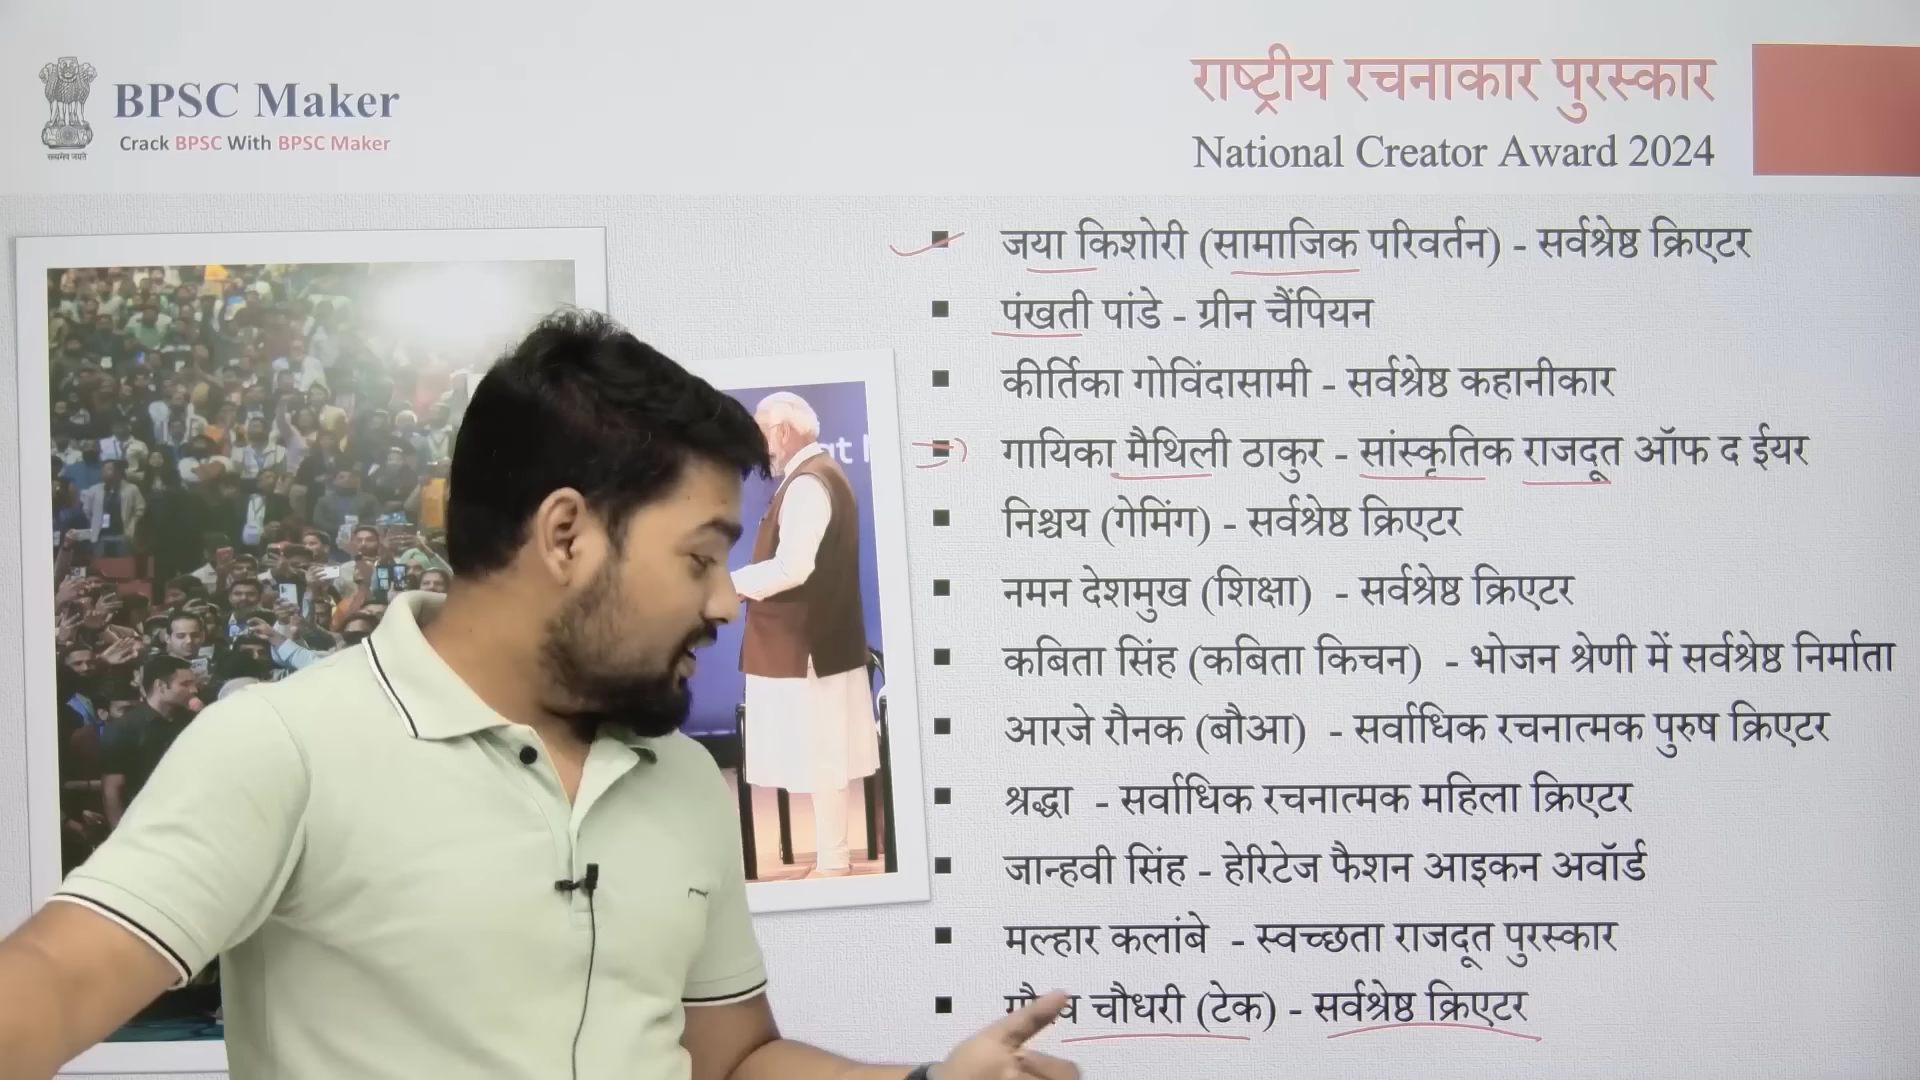 BPSC Maker
Crack BPSC With BPSC Maker
सत्यमेव जयते
राष्ट्रीय रचनाकार पुरस्कार
National Creator Award 2024
▪ जया किशोरी (सामाजिक परिवर्तन) - सर्वश्रेष्ठ क्रिएटर
▪ पंखती पांडे - ग्रीन चैंपियन
▪ कीर्तिका गोविंदासामी - सर्वश्रेष्ठ कहानीकार
▪ गायिका मैथिली ठाकुर - सांस्कृतिक राजदूत ऑफ द ईयर
▪ निश्चय (गेमिंग) - सर्वश्रेष्ठ क्रिएटर
▪ नमन देशमुख (शिक्षा) - सर्वश्रेष्ठ क्रिएटर
▪ कबिता सिंह (कबिता किचन) - भोजन श्रेणी में सर्वश्रेष्ठ निर्माता
▪ आरजे रौनक (बौआ) - सर्वाधिक रचनात्मक पुरुष क्रिएटर
▪ श्रद्धा - सर्वाधिक रचनात्मक महिला क्रिएटर
▪ जान्हवी सिंह - हेरिटेज फैशन आइकन अवॉर्ड
▪ मल्हार कलांबे - स्वच्छता राजदूत पुरस्कार
▪ चौधरी (टेक) - सर्वश्रेष्ठ क्रिएटर